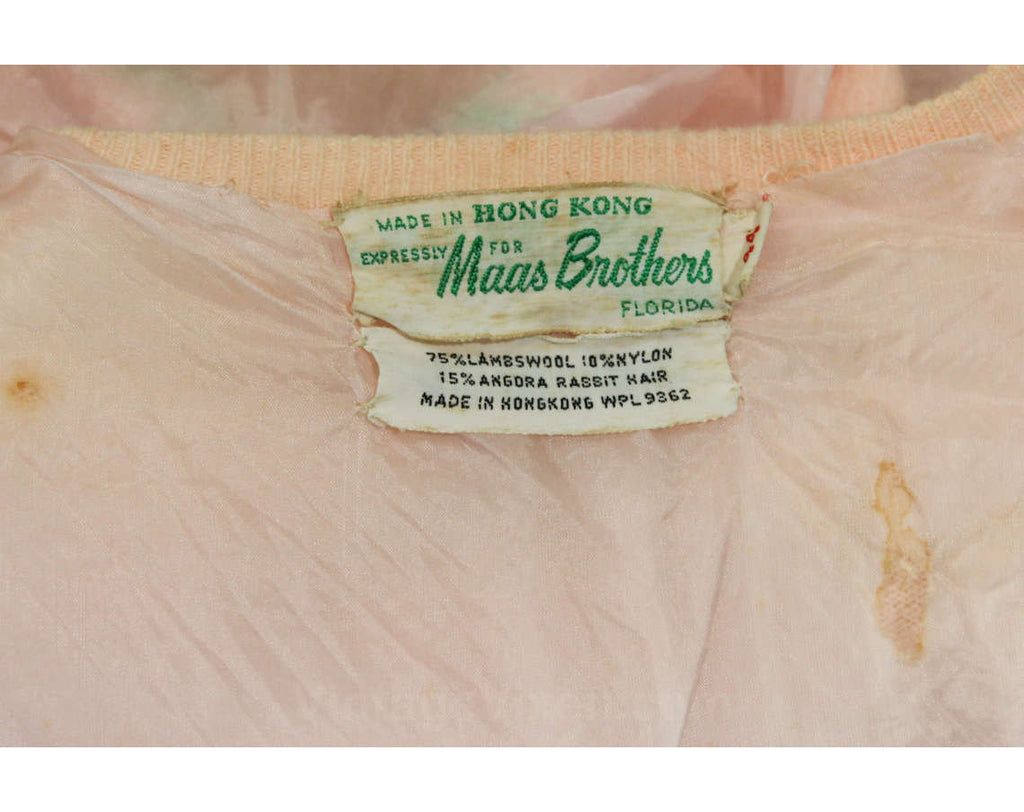 MADE IN HONG KONG
EXPRESSLY FOR
Maas Brothers
FLORIDA
75% LAMBSWOOL 10% NYLON
15% ANGORA RABBIT HAIR
MADE IN HONGKONG WPL 9362